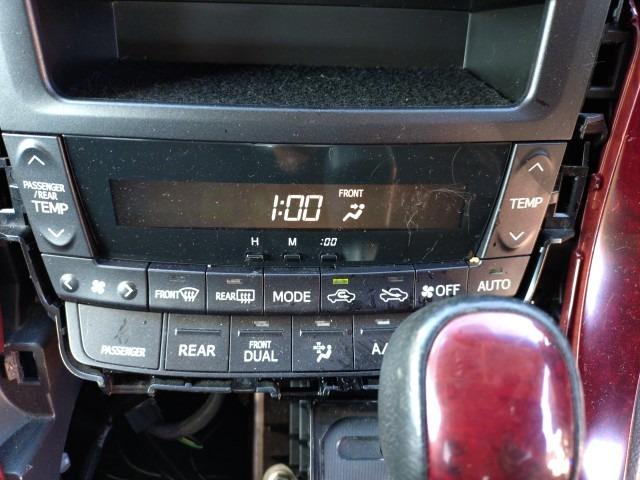 PASSENGER
/REAR
TEMP
1:00
FRONT
TEMP
H M :00
FRONT
REAR
MODE
OFF
AUTO
PASSENGER
REAR
FRONT
DUAL